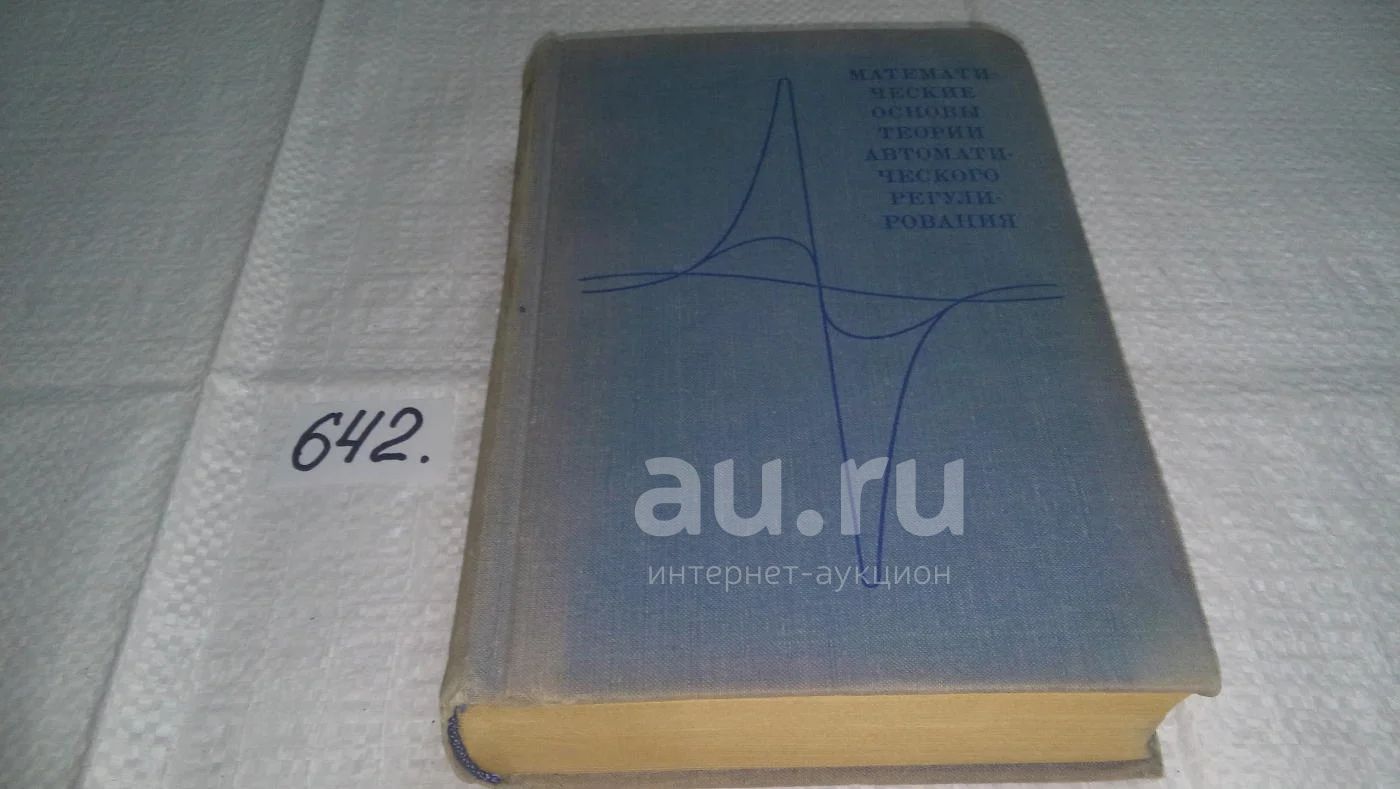 МАТЕМАТИ-
ЧЕСКИЕ
ОСНОВЫ
ТЕОРИИ
АВТОМАТИ-
ЧЕСКОГО
РЕГУЛИ-
РОВАНИЯ
642.
au.ru
интернет-аукцион